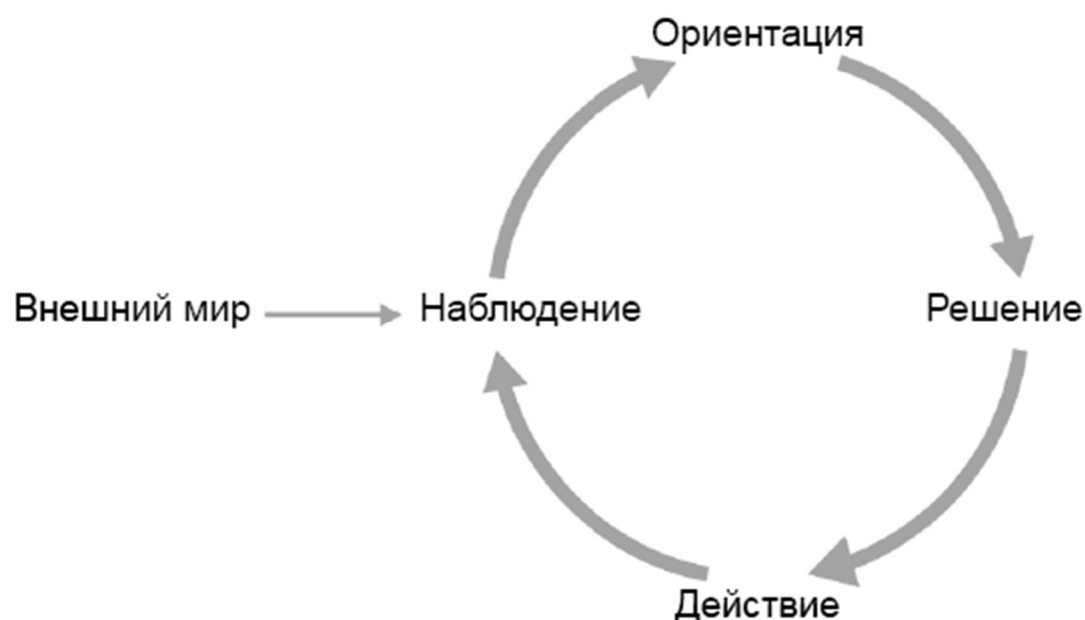 Ориентация
Внешний мир
Наблюдение
Решение
Действие